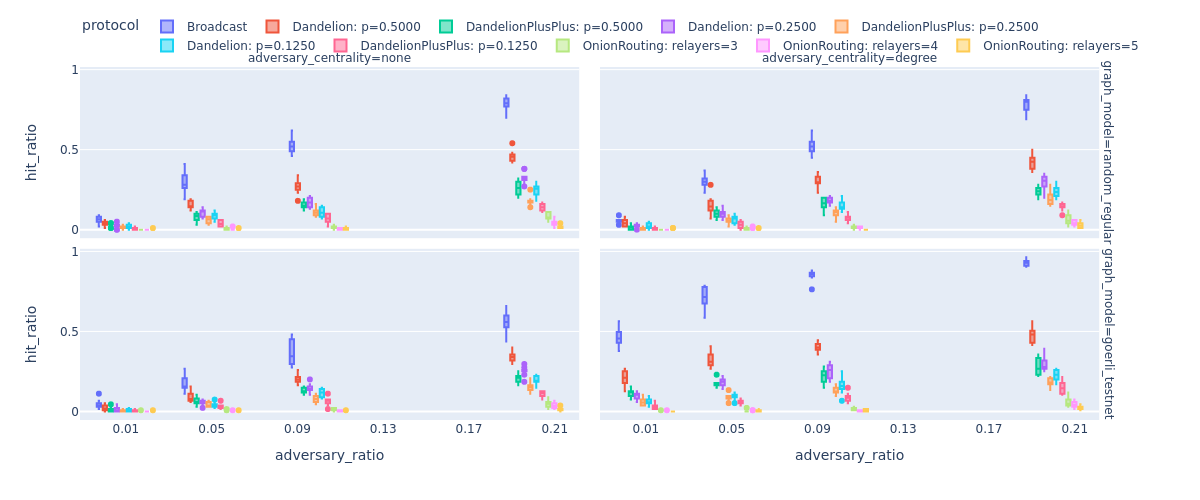 protocol
Broadcast
Dandelion: p=0.5000
DandelionPlusPlus: p=0.5000
Dandelion: p=0.2500
DandelionPlusPlus: p=0.2500
Dandelion: p=0.1250
DandelionPlusPlus: p=0.1250
OnionRouting: relayers=3
OnionRouting: relayers=4
OnionRouting: relayers=5
adversary_centrality=none
adversary_centrality=degree
hit_ratio
1
0.5
0
graph_model=random_regular
hit_ratio
1
0.5
0
graph_model=goerli_testnet
0.01
0.05
0.09
0.13
0.17
0.21
0.01
0.05
0.09
0.13
0.17
0.21
adversary_ratio
adversary_ratio